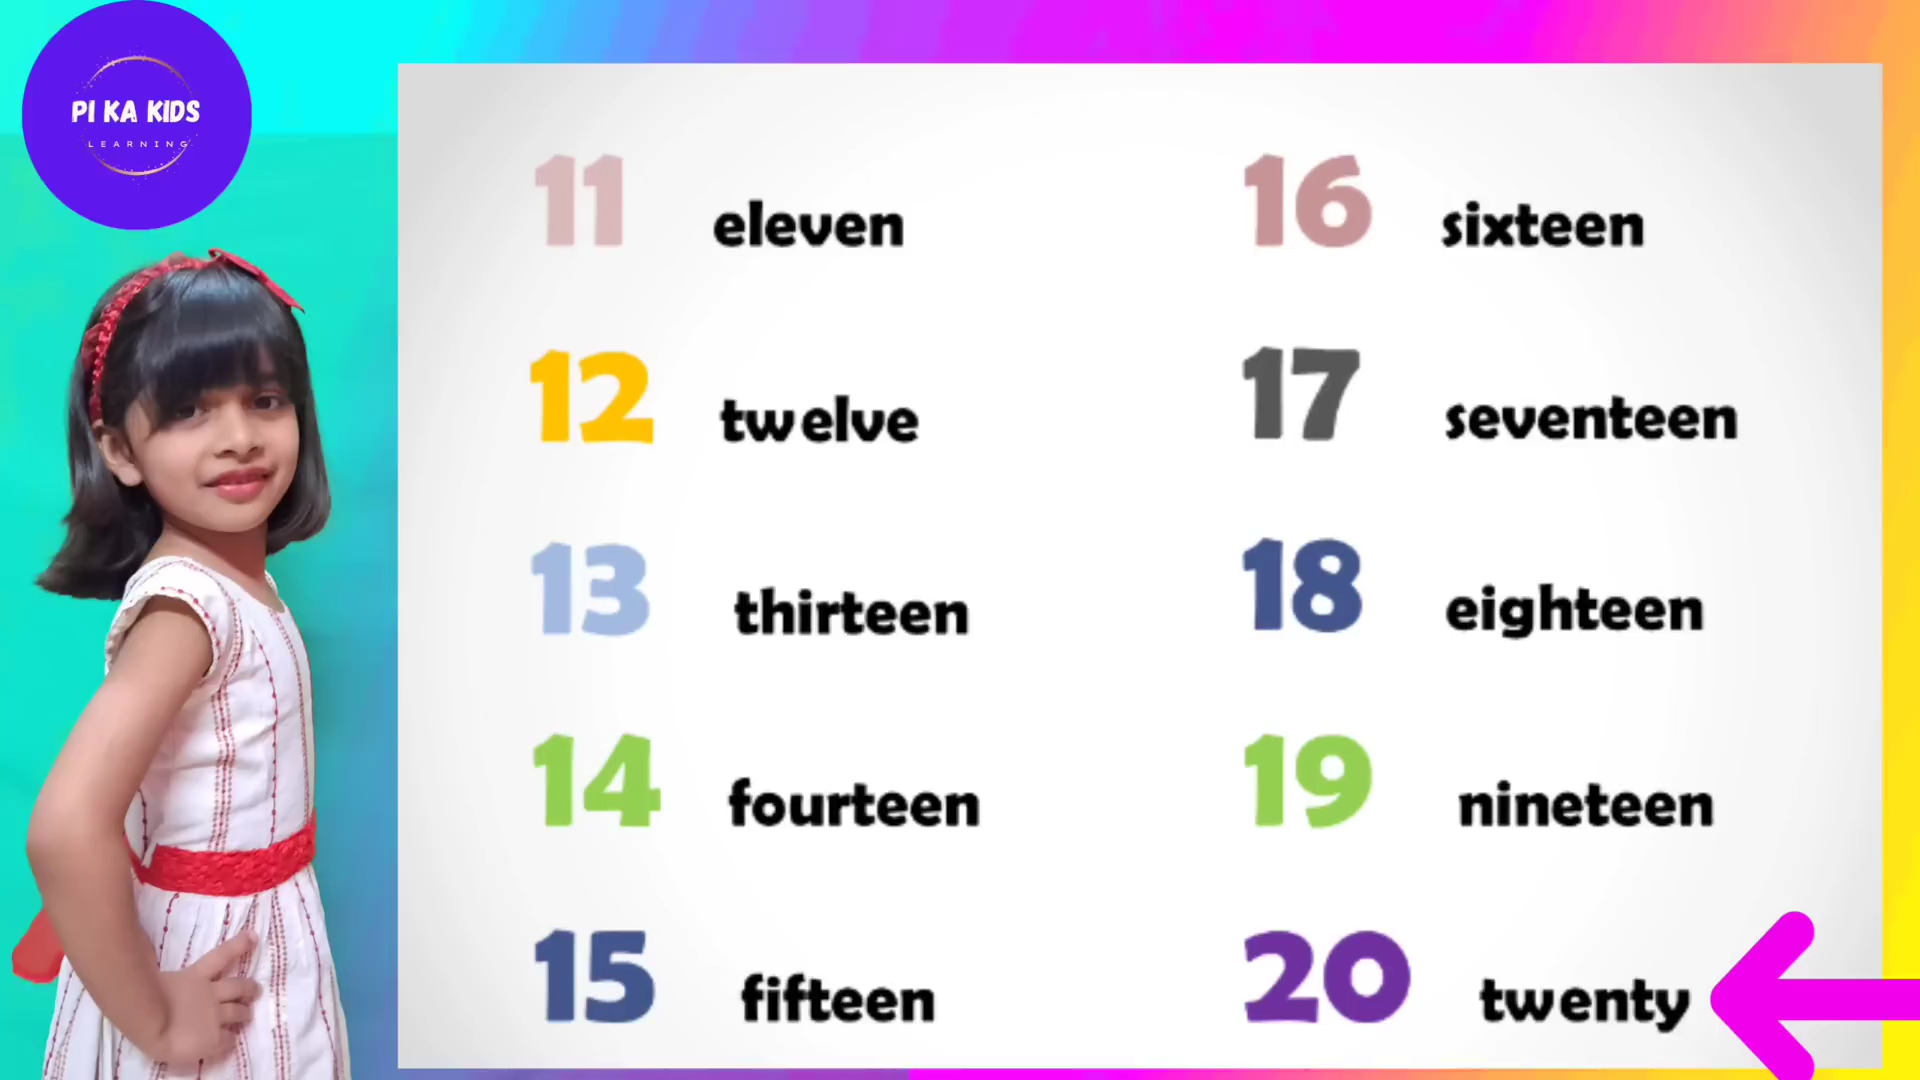 PI KA KIDS
LEARNING
11 eleven
12 twelve
13 thirteen
14 fourteen
15 fifteen
16 sixteen
17 seventeen
18 eighteen
19 nineteen
20 twenty